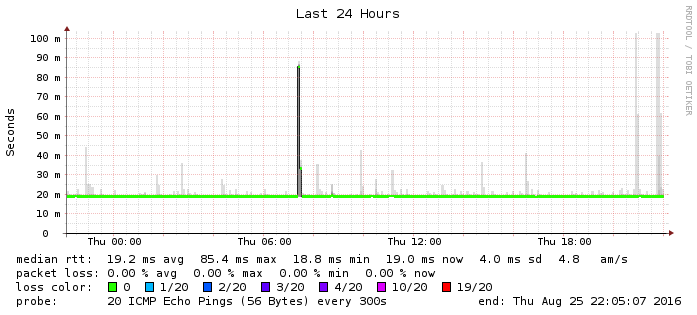 Last 24 Hours
RRDTOOL / TOBI OETIKER
Seconds
100 m
90 m
80 m
70 m
60 m
50 m
40 m
30 m
20 m
10 m
0
Thu 00:00 Thu 06:00 Thu 12:00 Thu 18:00
median rtt: 19.2 ms avg 85.4 ms max 18.8 ms min 19.0 ms now 4.0 ms sd 4.8 am/s
packet loss: 0.00 % avg 0.00 % max 0.00 % min 0.00 % now
loss color: 0 1/20 2/20 3/20 4/20 10/20 19/20
probe: 20 ICMP Echo Pings (56 Bytes) every 300s end: Thu Aug 25 22:05:07 2016